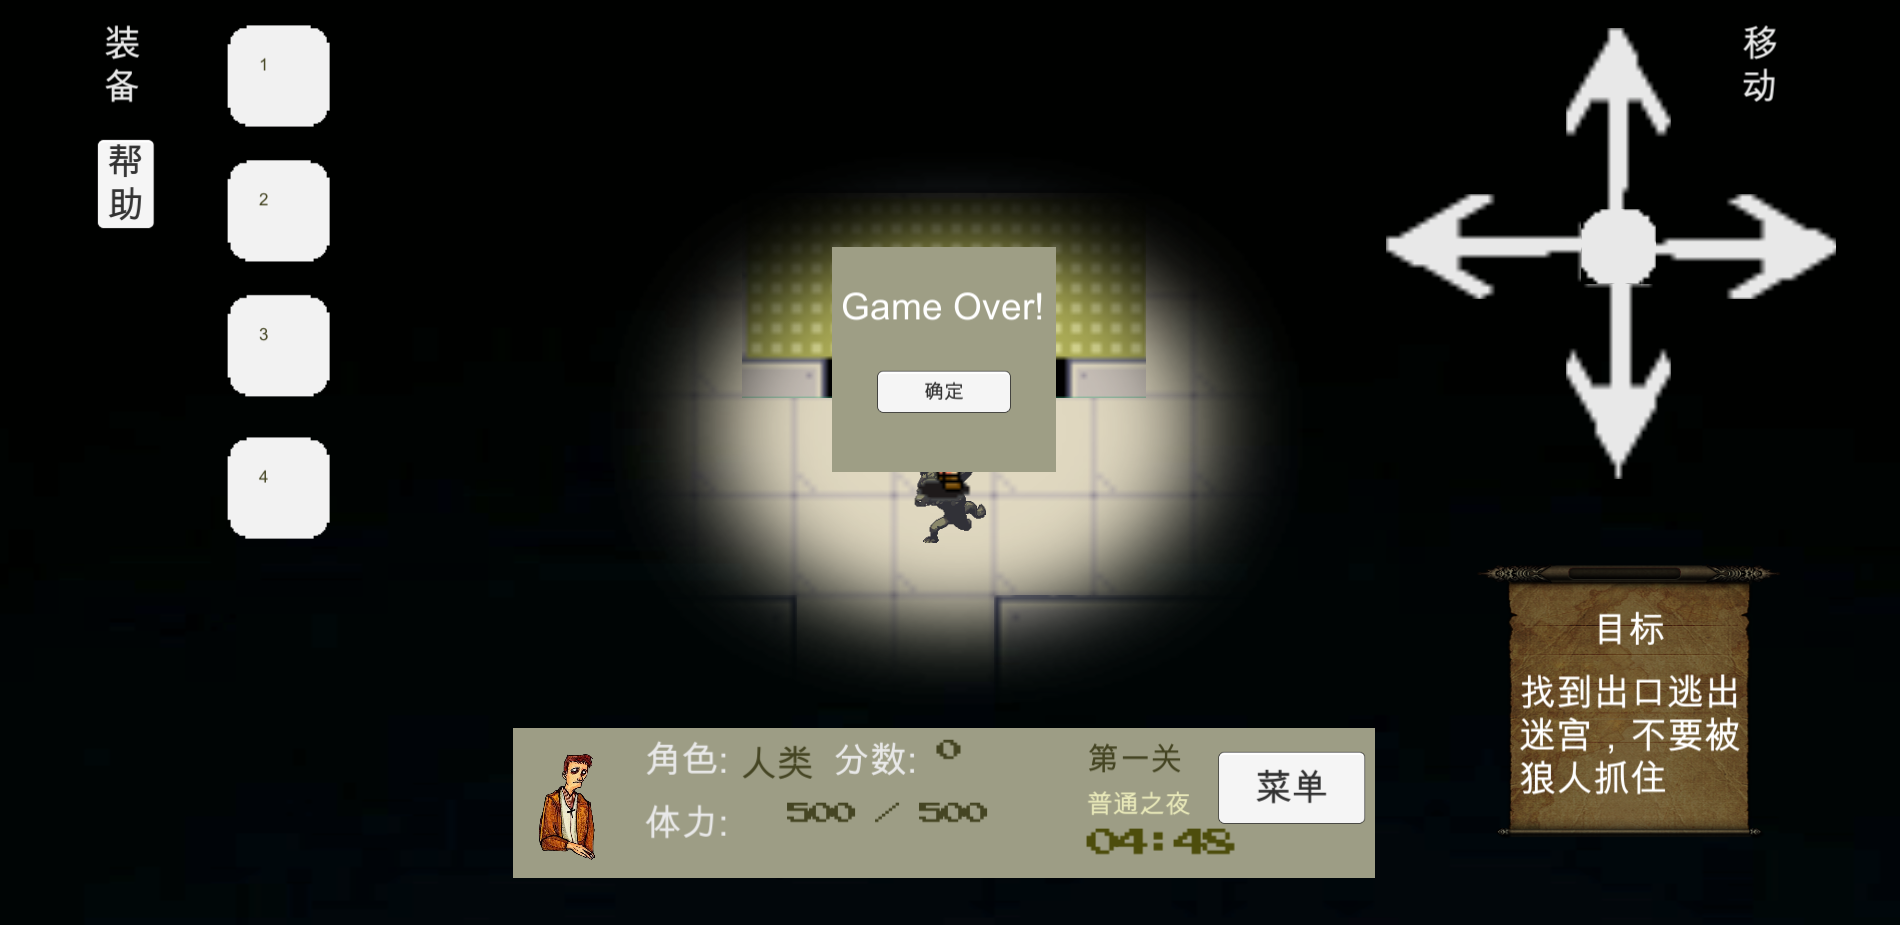 装
备
帮
助
1
2
3
4
移
动
Game Over!
确定
目标
找到出口逃出
迷宫，不要被
狼人抓住
角色: 人类 分数: 0
体力: 500 / 500
第一关
普通之夜
04:48
菜单